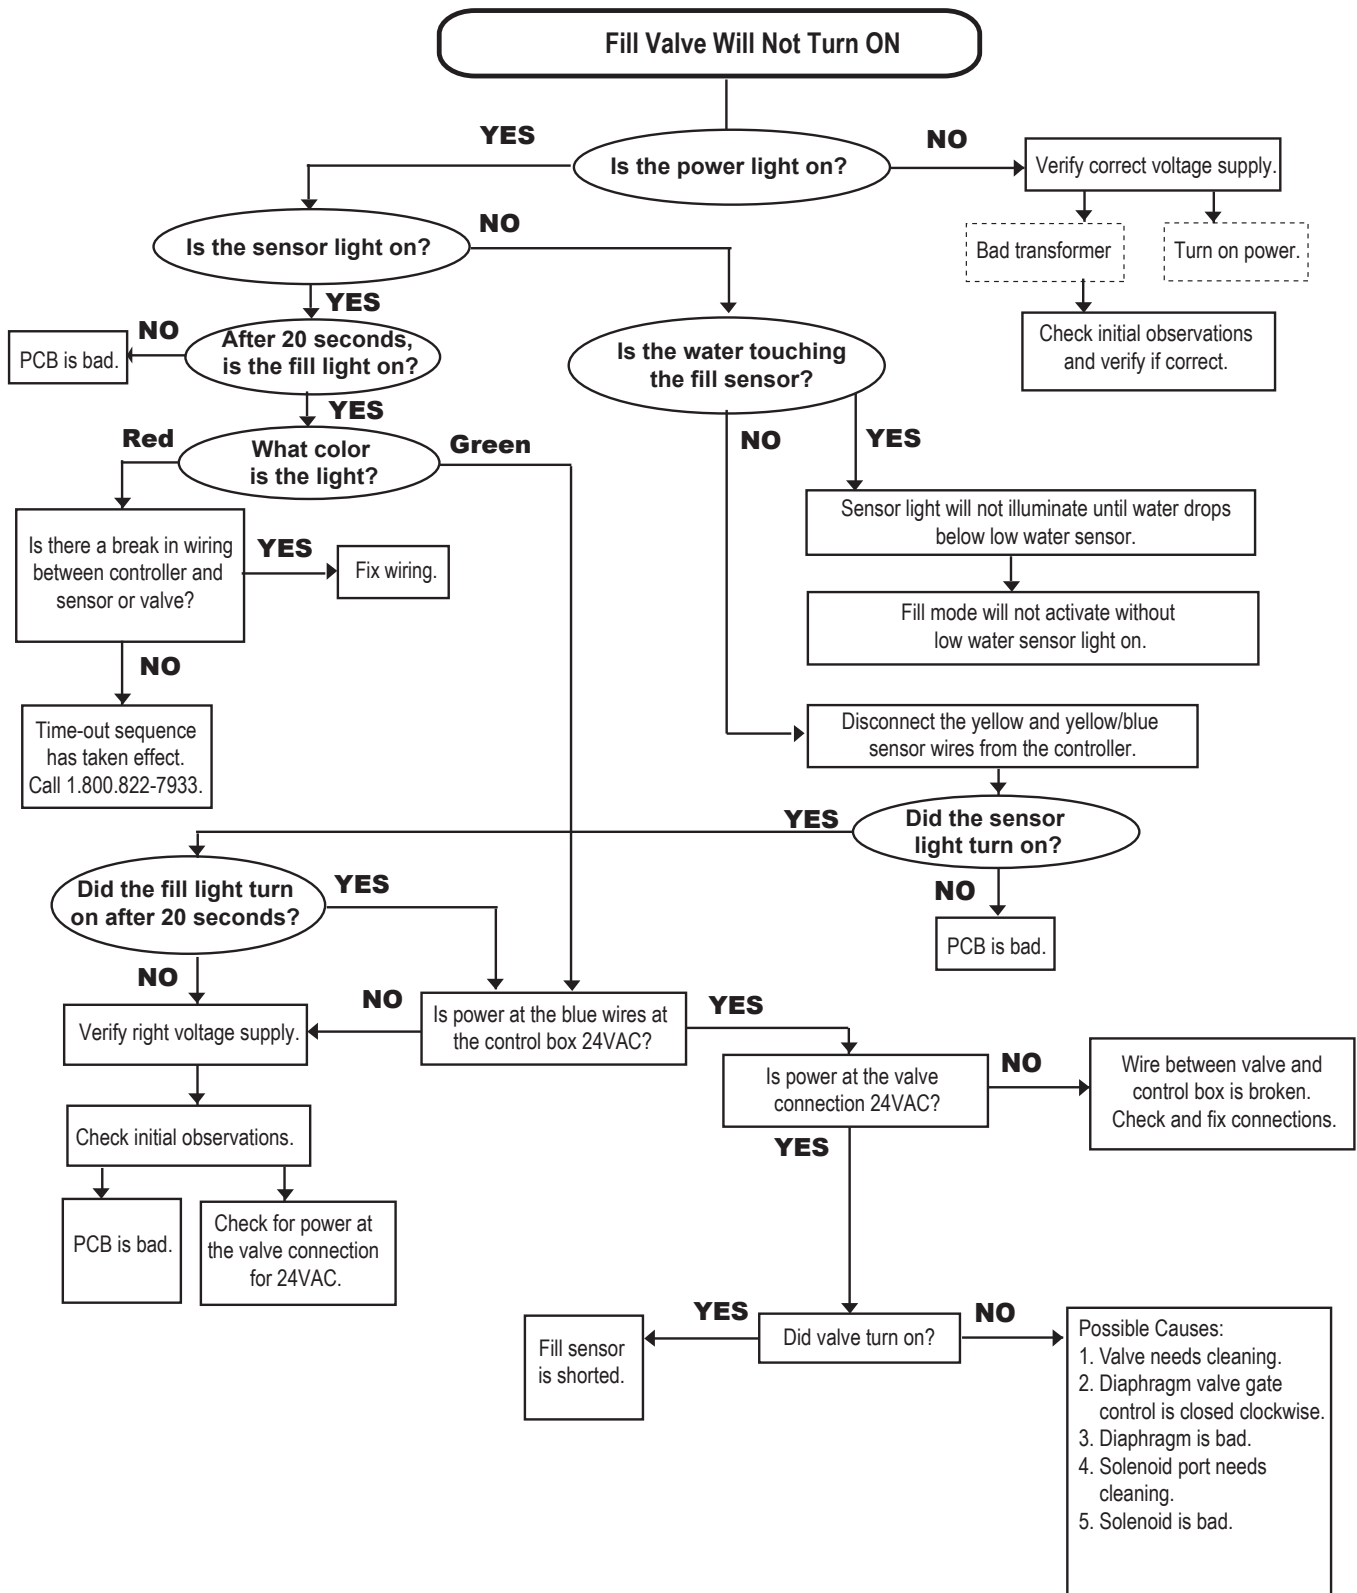 Fill Valve Will Not Turn ON
YES
Is the power light on?
NO
Verify correct voltage supply.
Bad transformer
Turn on power.
Check initial observations
and verify if correct.
Is the sensor light on?
NO
YES
After 20 seconds,
is the fill light on?
NO
PCB is bad.
YES
What color
is the light?
Red
Green
Is there a break in wiring
between controller and
sensor or valve?
YES
Fix wiring.
NO
Time-out sequence
has taken effect.
Call 1.800.822-7933.
Is the water touching
the fill sensor?
NO
YES
Sensor light will not illuminate until water drops
below low water sensor.
Fill mode will not activate without
low water sensor light on.
Disconnect the yellow and yellow/blue
sensor wires from the controller.
Did the sensor
light turn on?
YES
NO
PCB is bad.
Did the fill light turn
on after 20 seconds?
YES
NO
Verify right voltage supply.
NO
Is power at the blue wires at
the control box 24VAC?
YES
Check initial observations.
PCB is bad.
Check for power at
the valve connection
for 24VAC.
Is power at the valve
connection 24VAC?
NO
Wire between valve and
control box is broken.
Check and fix connections.
YES
Did valve turn on?
YES
Fill sensor
is shorted.
NO
Possible Causes:
1. Valve needs cleaning.
2. Diaphragm valve gate
control is closed clockwise.
3. Diaphragm is bad.
4. Solenoid port needs
cleaning.
5. Solenoid is bad.